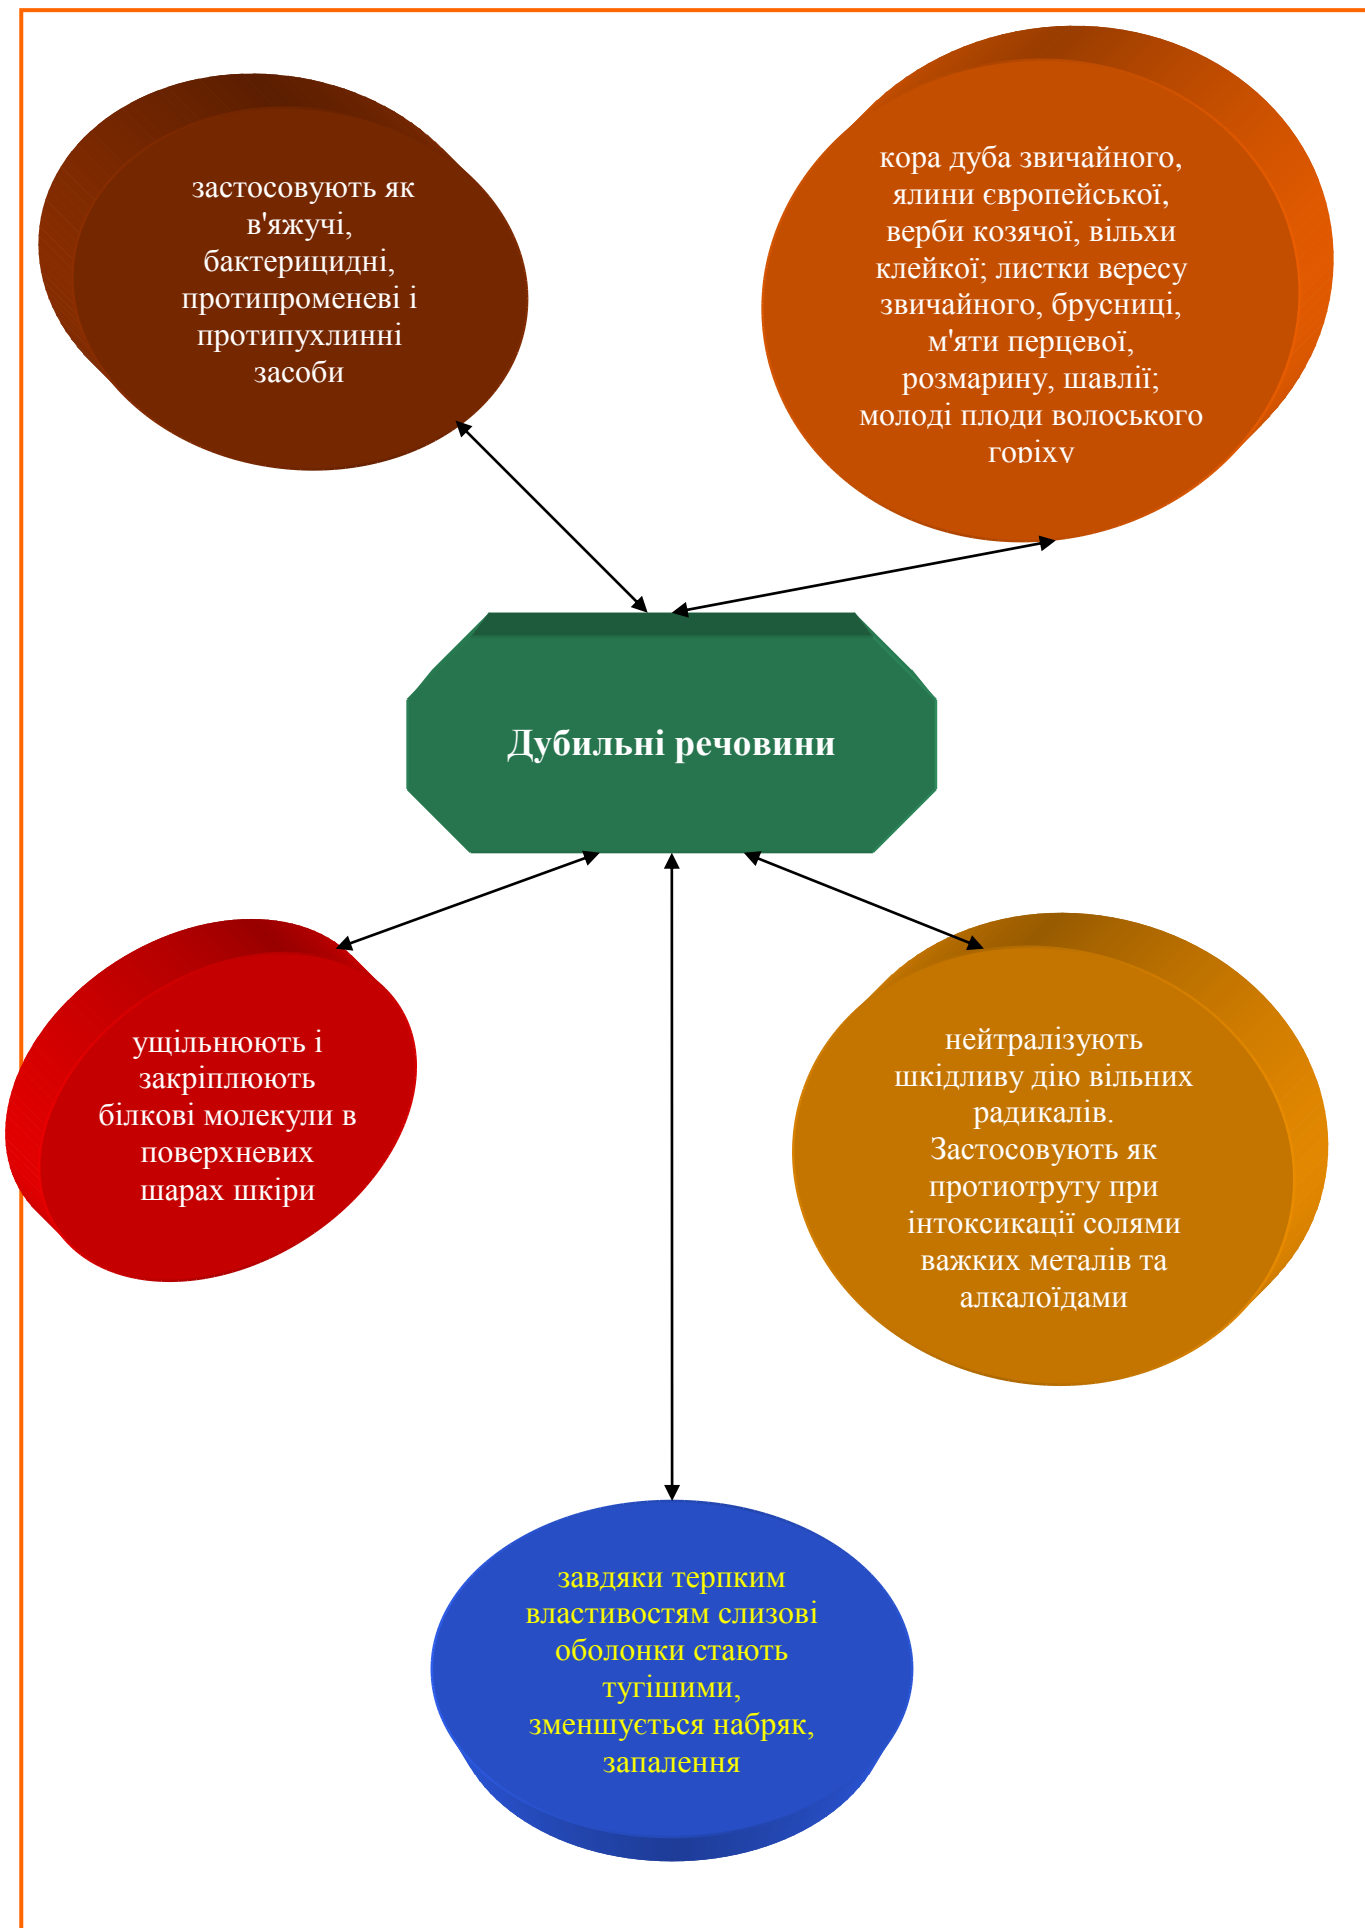 застосовують як
в'яжучі,
бактерицидні,
протипроменеві і
протипухлинні
засоби
кора дуба звичайного,
ялини європейської,
верби козячої, вільхи
клейкої; листки вересу
звичайного, брусниці,
м'яти перцевої,
розмарину, шавлії;
молоді плоди волоського
горіху
Дубильні речовини
ущільнюють і
закріплюють
білкові молекули в
поверхневих
шарах шкіри
нейтралізують
шкідливу дію вільних
радикалів.
Застосовують як
протиотруту при
інтоксикації солями
важких металів та
алкалоїдами
завдяки терпким
властивостям слизові
оболонки стають
тугішими,
зменшується набряк,
запалення